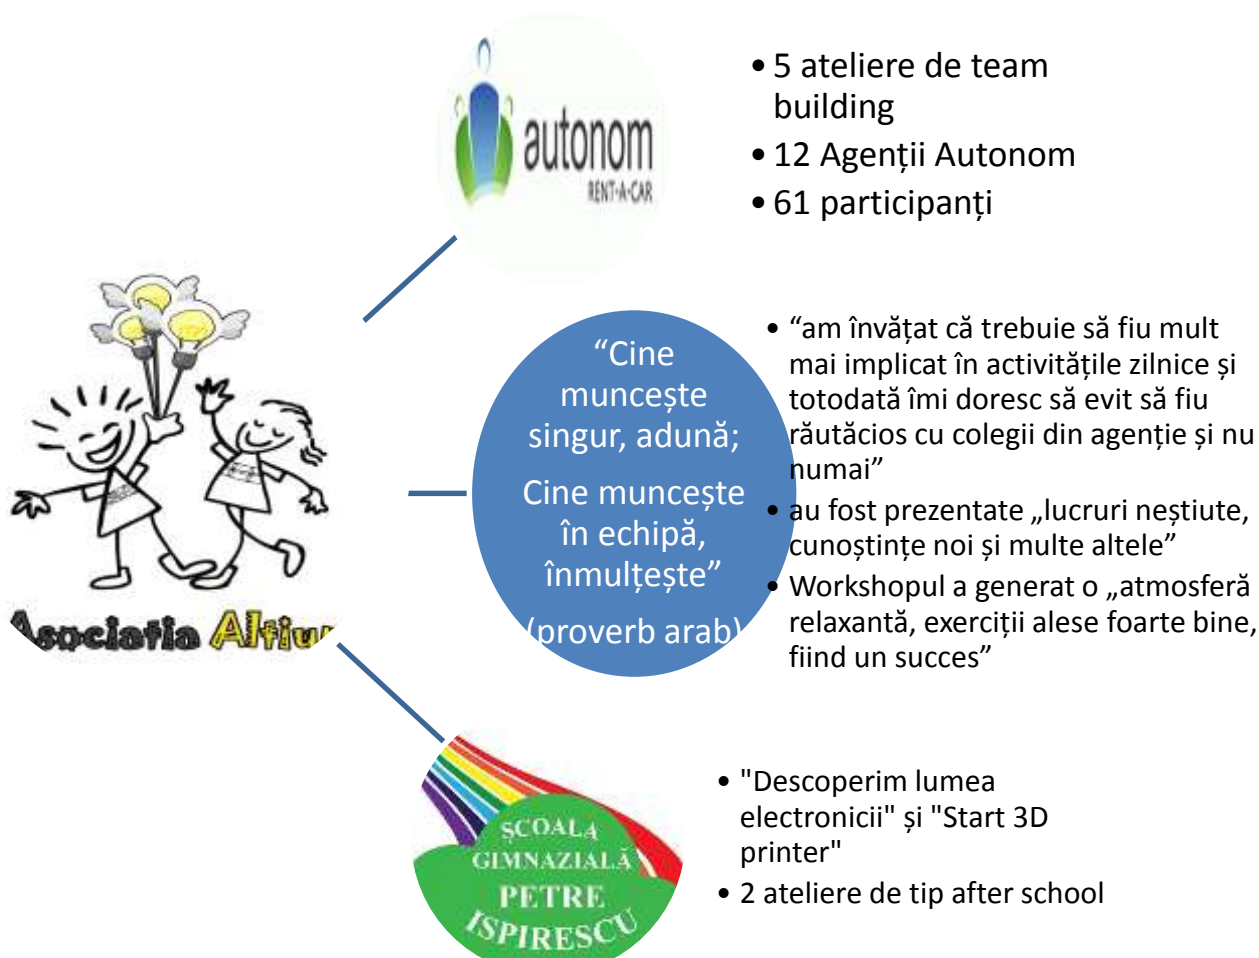 autonom
RENT-A-CAR
• 5 ateliere de team
building
• 12 Agenții Autonom
• 61 participanți
Asociatia Altiu
“Cine
muncește
singur, adună;
Cine muncește
în echipă,
înmulțește”
(proverb arab)
• “am învățat că trebuie să fiu mult
mai implicat în activitățile zilnice și
totodată îmi doresc să evit să fiu
răutăcios cu colegii din agenție și nu
numai”
• au fost prezentate „lucruri neștiute,
cunoștințe noi și multe altele”
• Workshopul a generat o „atmosferă
relaxantă, exerciții alese foarte bine,
fiind un succes”
ȘCOALA
GIMNAZIALĂ
PETRE
ISPIRESCU
• "Descoperim lumea
electronicii" și "Start 3D
printer"
• 2 ateliere de tip after school